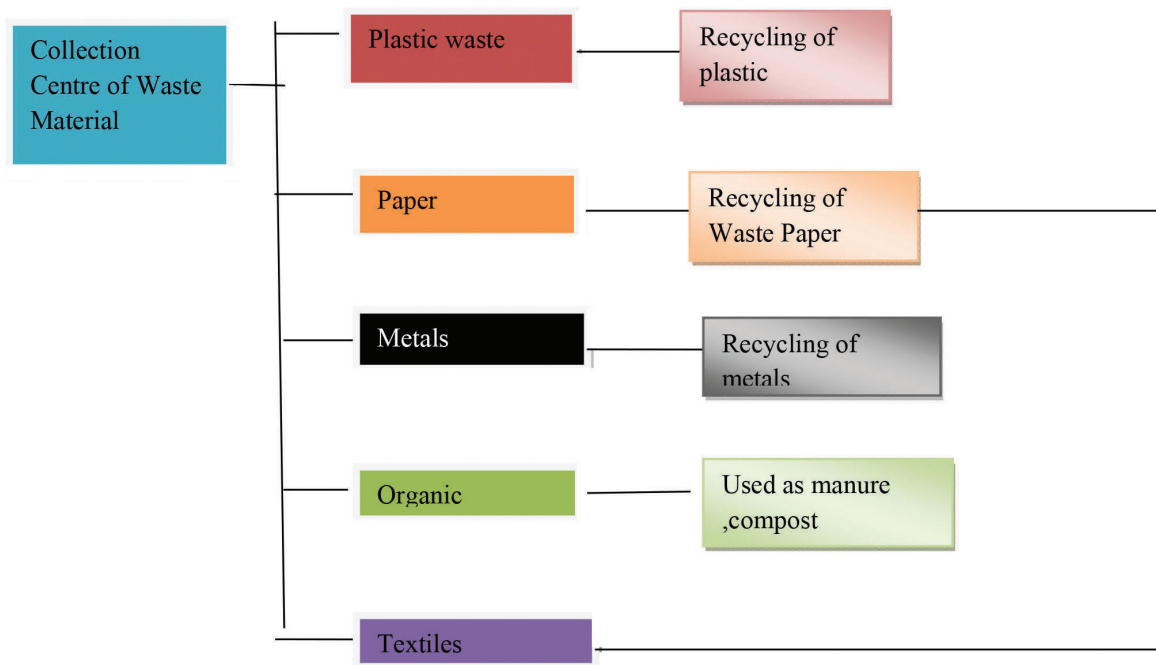 Collection
Centre of Waste
Material
Plastic waste
Recycling of
plastic
Paper
Recycling of
Waste Paper
Metals
Recycling of
metals
Organic
Used as manure
,compost
Textiles